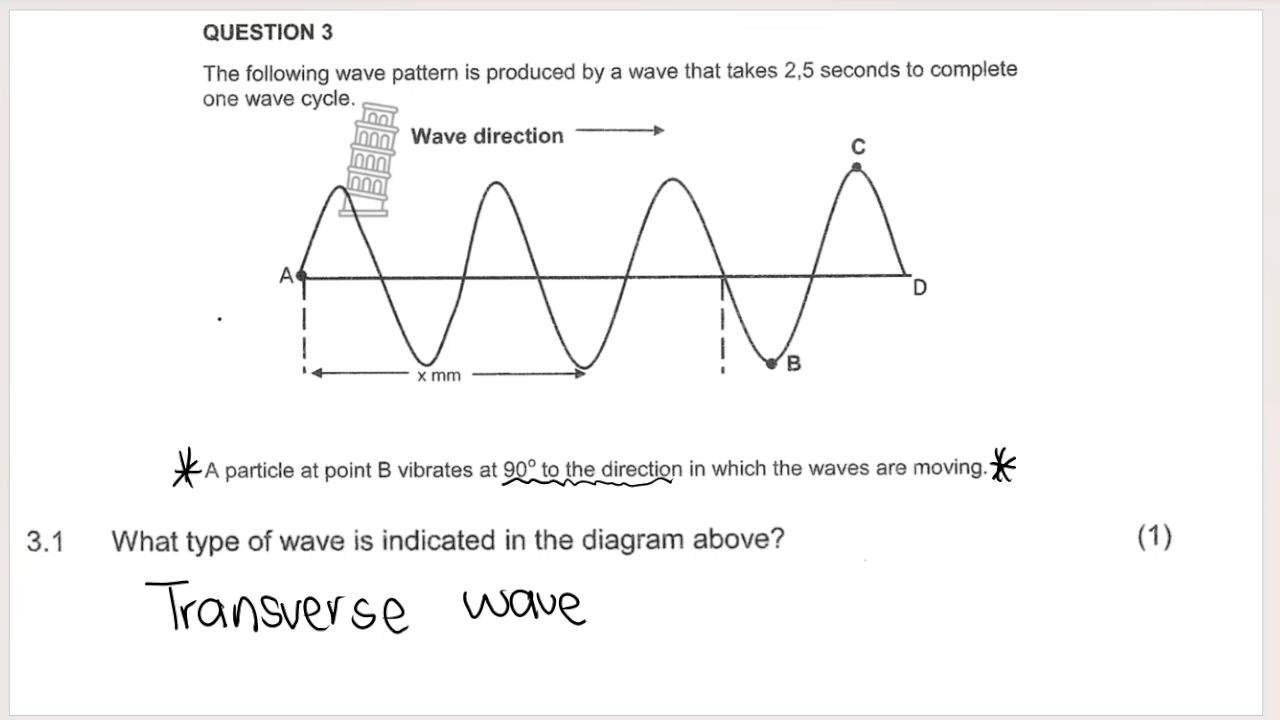 QUESTION 3
The following wave pattern is produced by a wave that takes 2,5 seconds to complete
one wave cycle.
Wave direction
C
A
D
B
x mm
A particle at point B vibrates at 90° to the direction in which the waves are moving.
3.1 What type of wave is indicated in the diagram above? (1)
Transverse wave